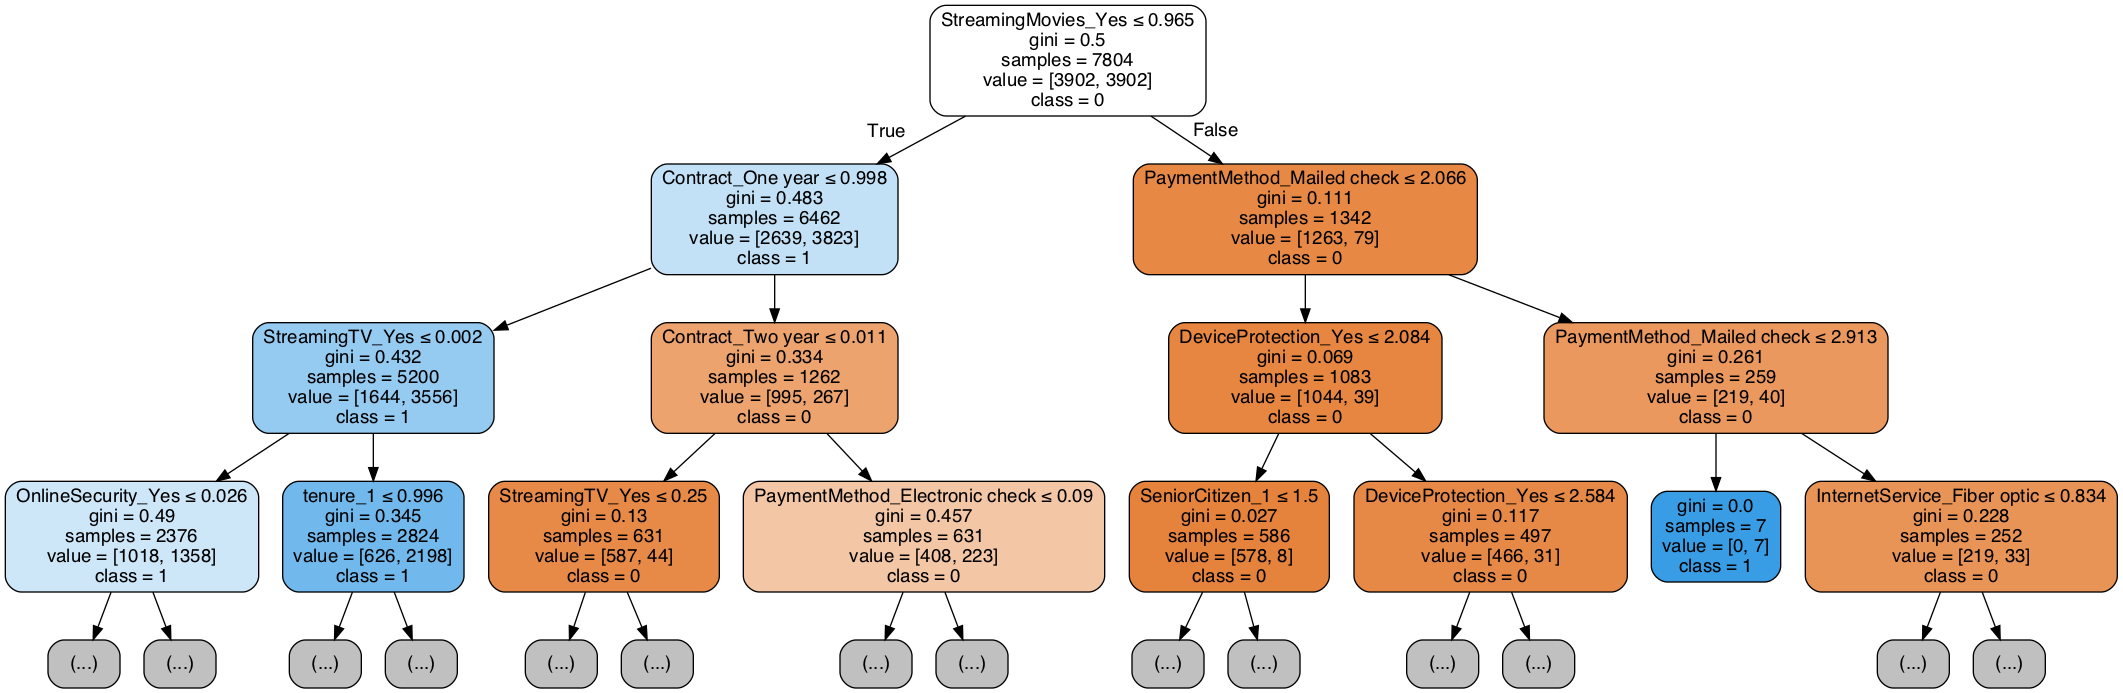 StreamingMovies_Yes ≤ 0.965
gini = 0.5
samples = 7804
value = [3902, 3902]
class = 0
True
False
Contract_One year ≤ 0.998
gini = 0.483
samples = 6462
value = [2639, 3823]
class = 1
PaymentMethod_Mailed check ≤ 2.066
gini = 0.111
samples = 1342
value = [1263, 79]
class = 0
StreamingTV_Yes ≤ 0.002
gini = 0.432
samples = 5200
value = [1644, 3556]
class = 1
Contract_Two year ≤ 0.011
gini = 0.334
samples = 1262
value = [995, 267]
class = 0
DeviceProtection_Yes ≤ 2.084
gini = 0.069
samples = 1083
value = [1044, 39]
class = 0
PaymentMethod_Mailed check ≤ 2.913
gini = 0.261
samples = 259
value = [219, 40]
class = 0
OnlineSecurity_Yes ≤ 0.026
gini = 0.49
samples = 2376
value = [1018, 1358]
class = 1
tenure_1 ≤ 0.996
gini = 0.345
samples = 2824
value = [626, 2198]
class = 1
StreamingTV_Yes ≤ 0.25
gini = 0.13
samples = 631
value = [587, 44]
class = 0
PaymentMethod_Electronic check ≤ 0.09
gini = 0.457
samples = 631
value = [408, 223]
class = 0
SeniorCitizen_1 ≤ 1.5
gini = 0.027
samples = 586
value = [578, 8]
class = 0
DeviceProtection_Yes ≤ 2.584
gini = 0.117
samples = 497
value = [466, 31]
class = 0
gini = 0.0
samples = 7
value = [0, 7]
class = 1
InternetService_Fiber optic ≤ 0.834
gini = 0.228
samples = 252
value = [219, 33]
class = 0
(...)
(...)
(...)
(...)
(...)
(...)
(...)
(...)
(...)
(...)
(...)
(...)
(...)
(...)